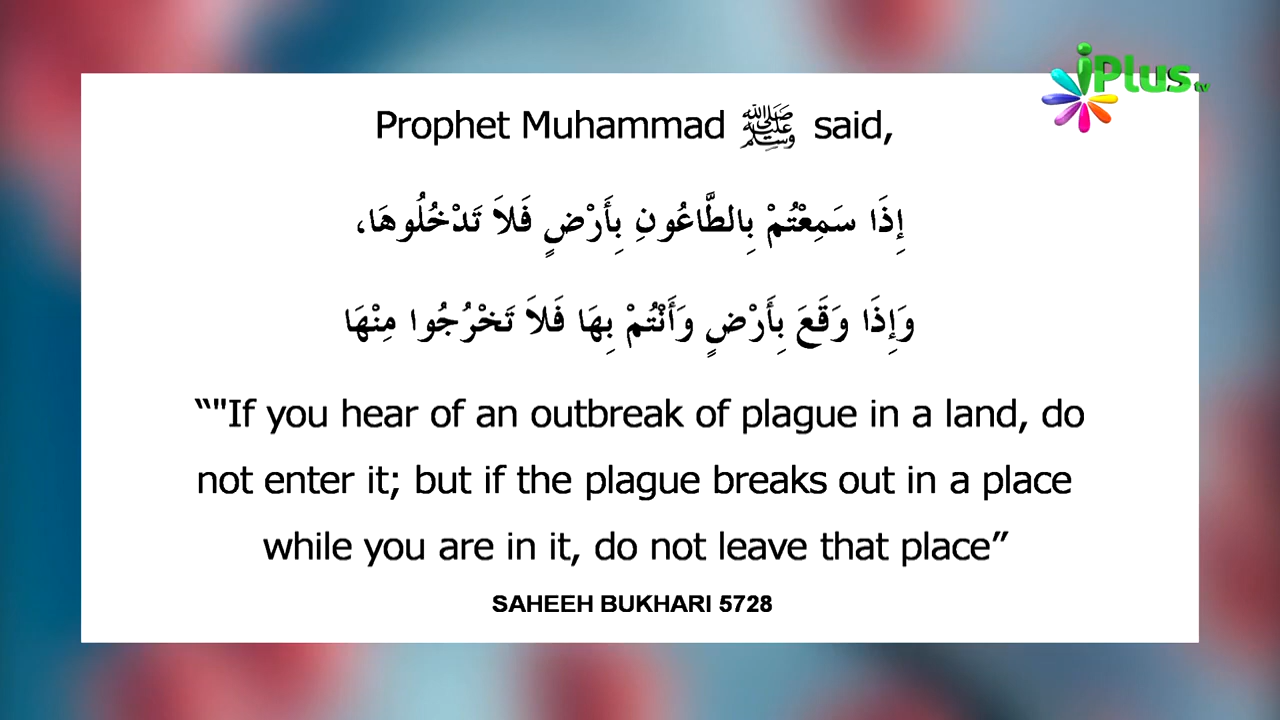 iPlus tv
Prophet Muhammad ﷺ said,
إِذَا سَمِعْتُمْ بِالطَّاعُونِ بِأَرْضٍ فَلاَ تَدْخُلُوهَا،
وَإِذَا وَقَعَ بِأَرْضٍ وَأَنْتُمْ بِهَا فَلاَ تَخْرُجُوا مِنْهَا
“"If you hear of an outbreak of plague in a land, do
not enter it; but if the plague breaks out in a place
while you are in it, do not leave that place”
SAHEEH BUKHARI 5728